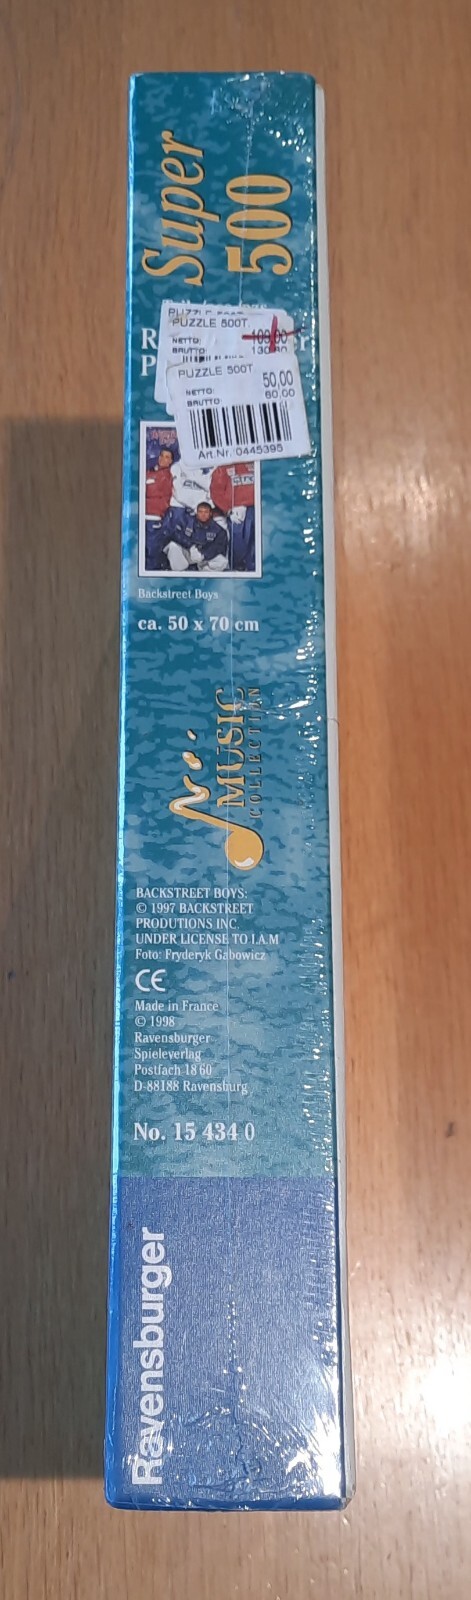 Super
500
PUZZLE 500T.
NETTO: 109,00
BRUTTO:
PUZZLE 500T.
NETTO: 50,00
BRUTTO: 60,00
Art.Nr. 0445395
Backstreet Boys
ca. 50 x 70 cm
MUSIC
COLLECTION
BACKSTREET BOYS:
© 1997 BACKSTREET
PRODUTIONS INC.
UNDER LICENSE TO I.A.M
Foto: Fryderyk Gabowicz
CE
Made in France
© 1998
Ravensburger
Spieleverlag
Postfach 18 60
D-88188 Ravensburg
No. 15 434 0
Ravensburger